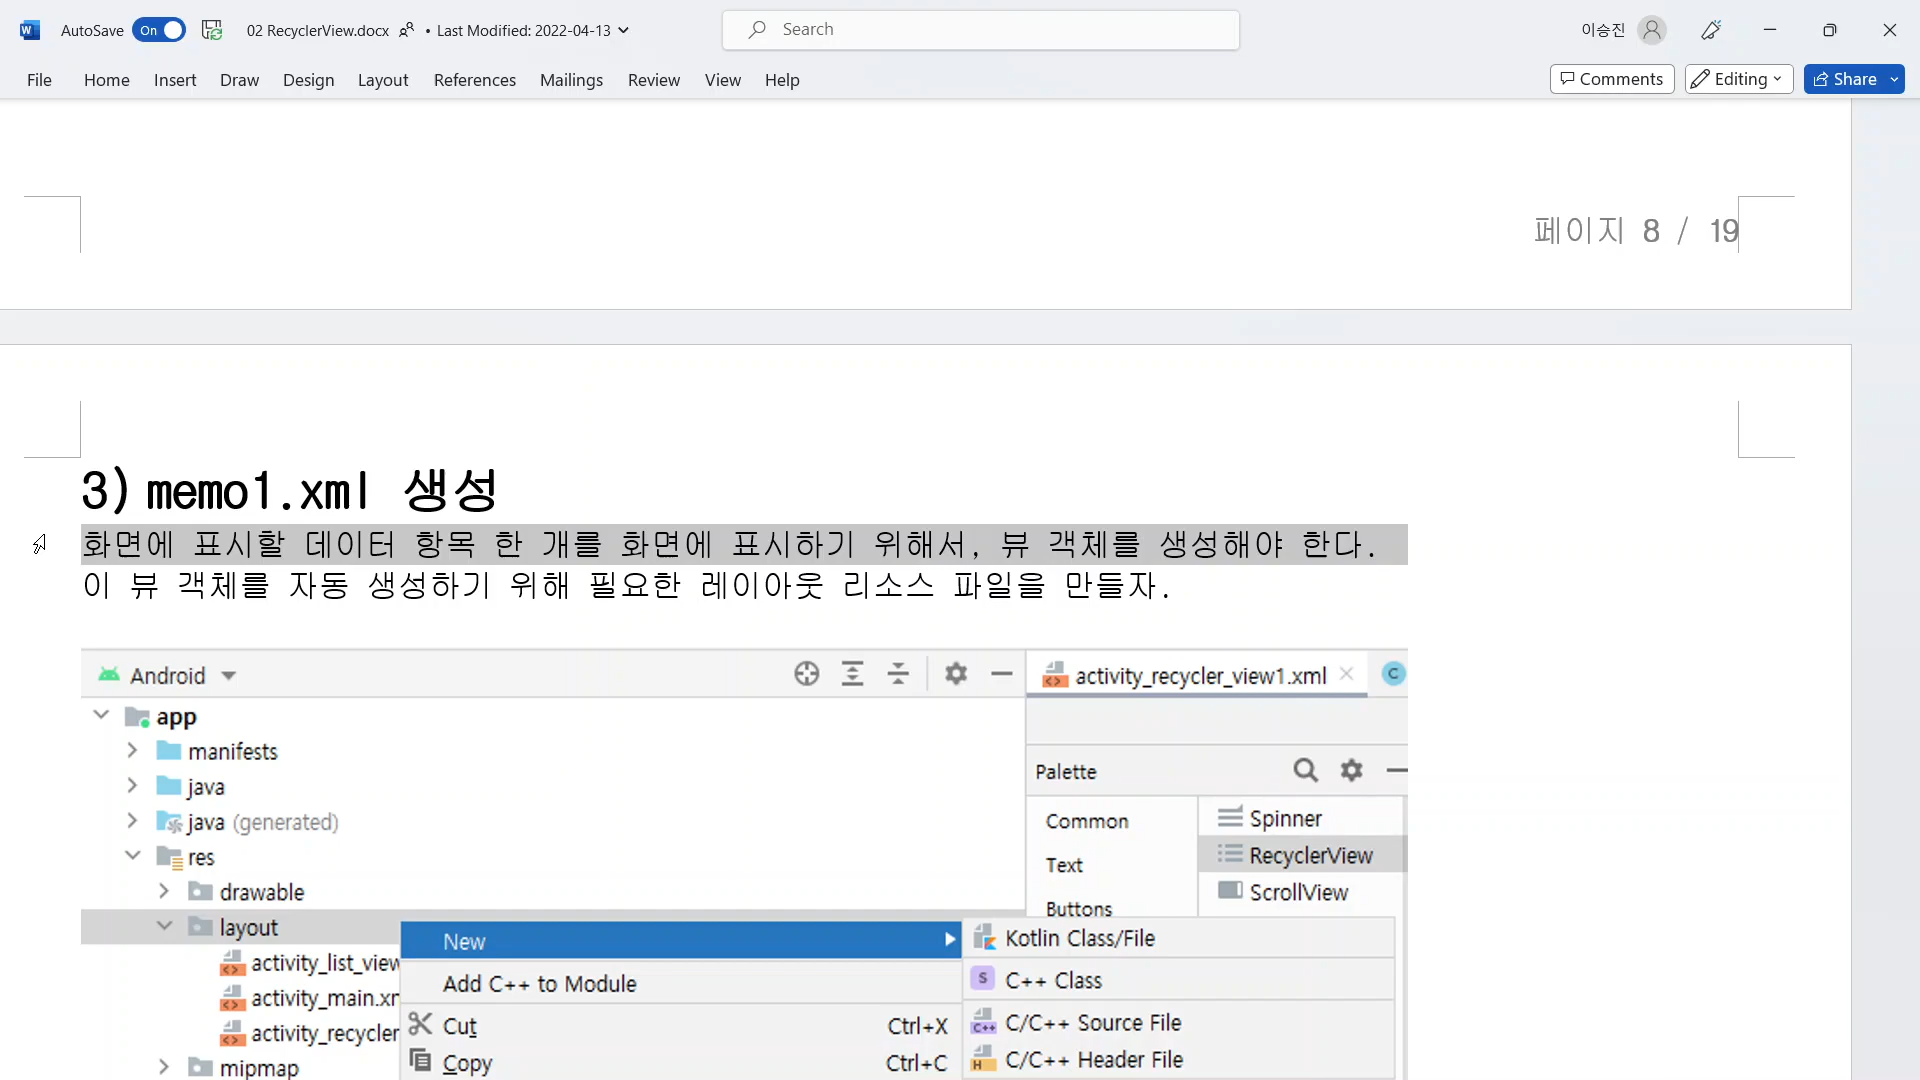 AutoSave On 02 RecyclerView.docx • Last Modified: 2022-04-13 Search 이승진
File Home Insert Draw Design Layout References Mailings Review View Help Comments Editing Share
페이지 8 / 19
3) memo1.xml 생성
화면에 표시할 데이터 항목 한 개를 화면에 표시하기 위해서, 뷰 객체를 생성해야 한다.
이 뷰 객체를 자동 생성하기 위해 필요한 레이아웃 리소스 파일을 만들자.
Android activity_recycler_view1.xml C
app
manifests
Palette
java
Common Spinner
java (generated)
Text RecyclerView
res
drawable ScrollView
Buttons
layout
New Kotlin Class/File
activity_list_view
Add C++ to Module S C++ Class
activity_main.xm
Cut Ctrl+X C++ C/C++ Source File
activity_recycler
Copy Ctrl+C H C/C++ Header File
mipmap